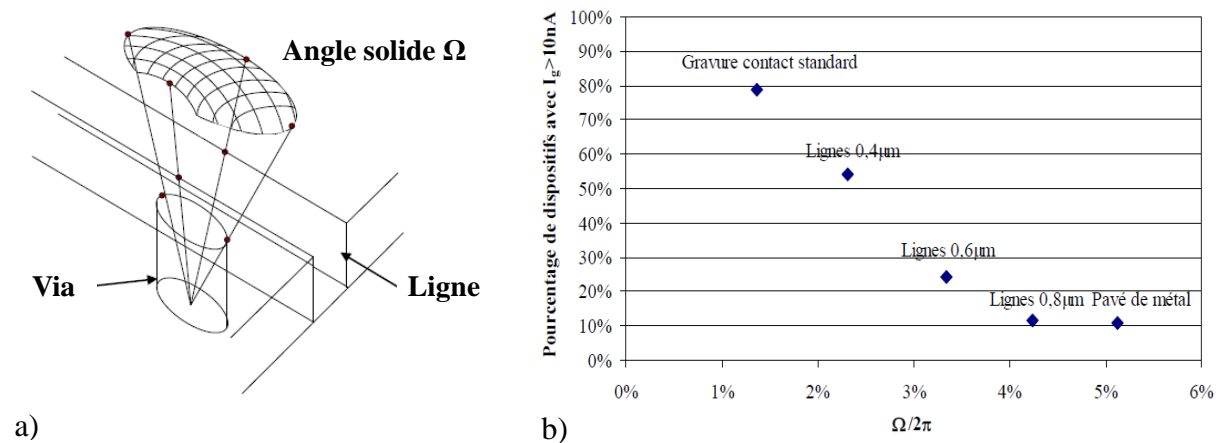 Angle solide Ω
Via
Ligne
a)
Pourcentage de dispositifs avec Ig>10nA
100%
90%
80%
70%
60%
50%
40%
30%
20%
10%
0%
Gravure contact standard
Lignes 0,4µm
Lignes 0,6µm
Lignes 0,8µm Pavé de métal
0% 1% 2% 3% 4% 5% 6%
Ω/2π
b)